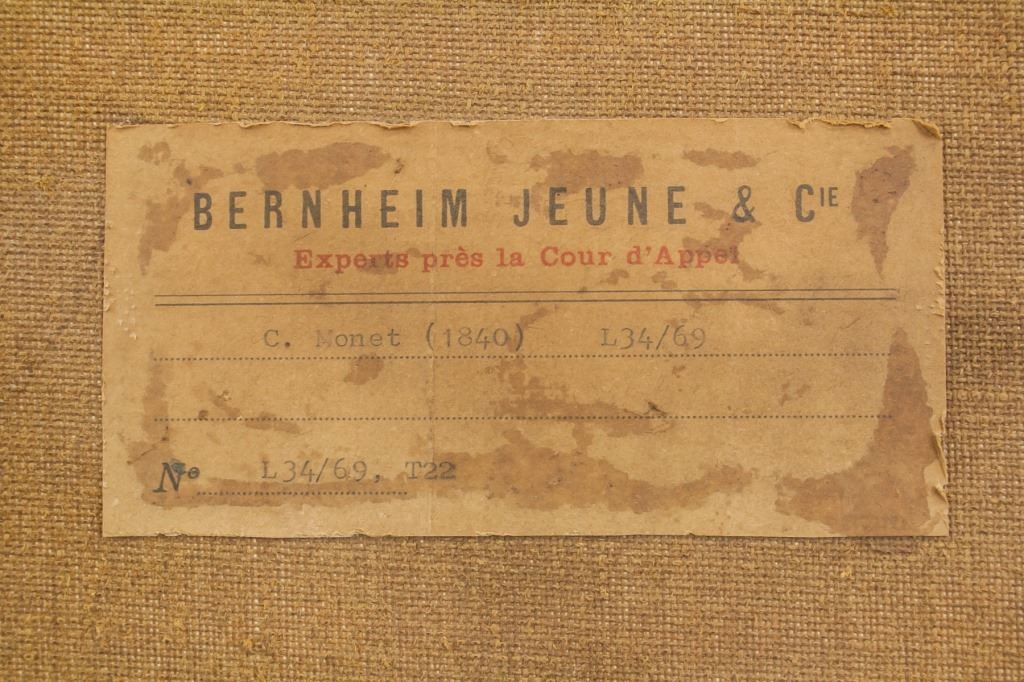 BERNHEIM JEUNE & CIE
Experts près la Cour d'Appel
C. Monet (1840) L34/69
No L34/69, T22